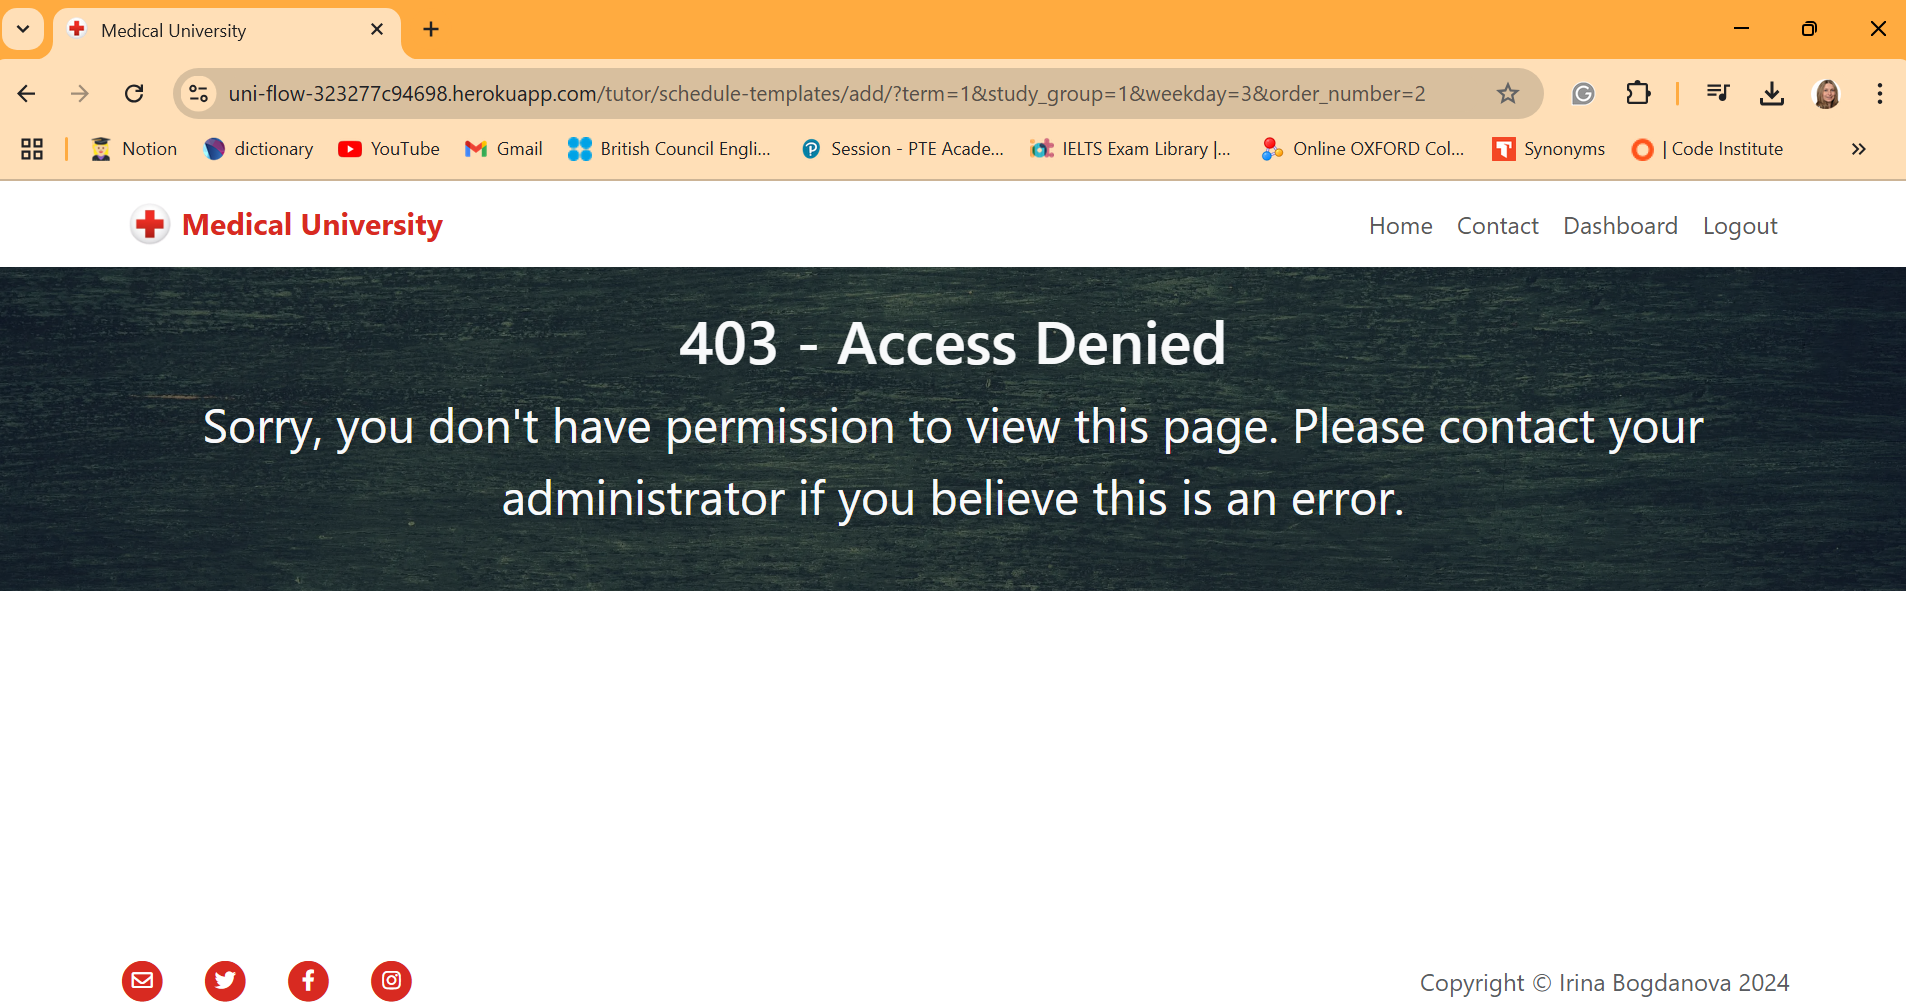 Medical University
uni-flow-323277c94698.herokuapp.com/tutor/schedule-templates/add/?term=1&study_group=1&weekday=3&order_number=2
Notion dictionary YouTube Gmail British Council Engli... Session - PTE Acade... IELTS Exam Library |... Online OXFORD Col... Synonyms | Code Institute
Medical University Home Contact Dashboard Logout
403 - Access Denied
Sorry, you don't have permission to view this page. Please contact your
administrator if you believe this is an error.
Copyright © Irina Bogdanova 2024